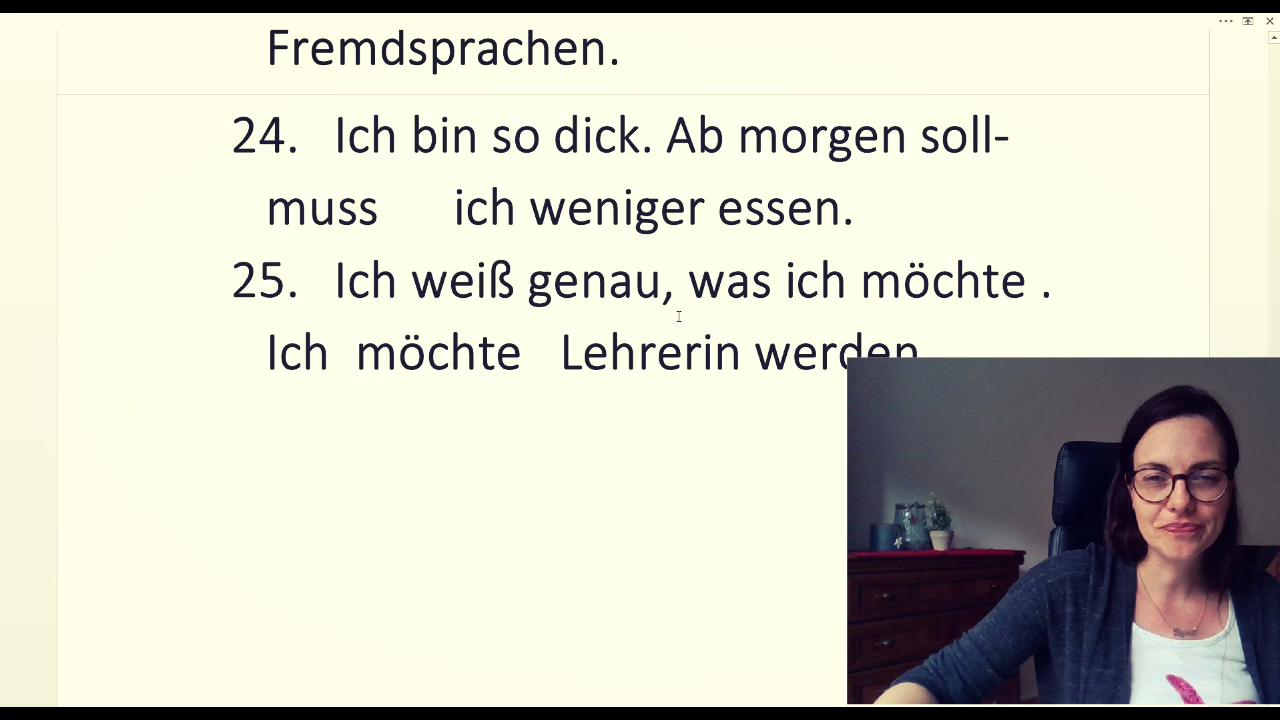 Fremdsprachen.
24. Ich bin so dick. Ab morgen soll-
muss ich weniger essen.
25. Ich weiß genau, was ich möchte .
Ich möchte Lehrerin werden